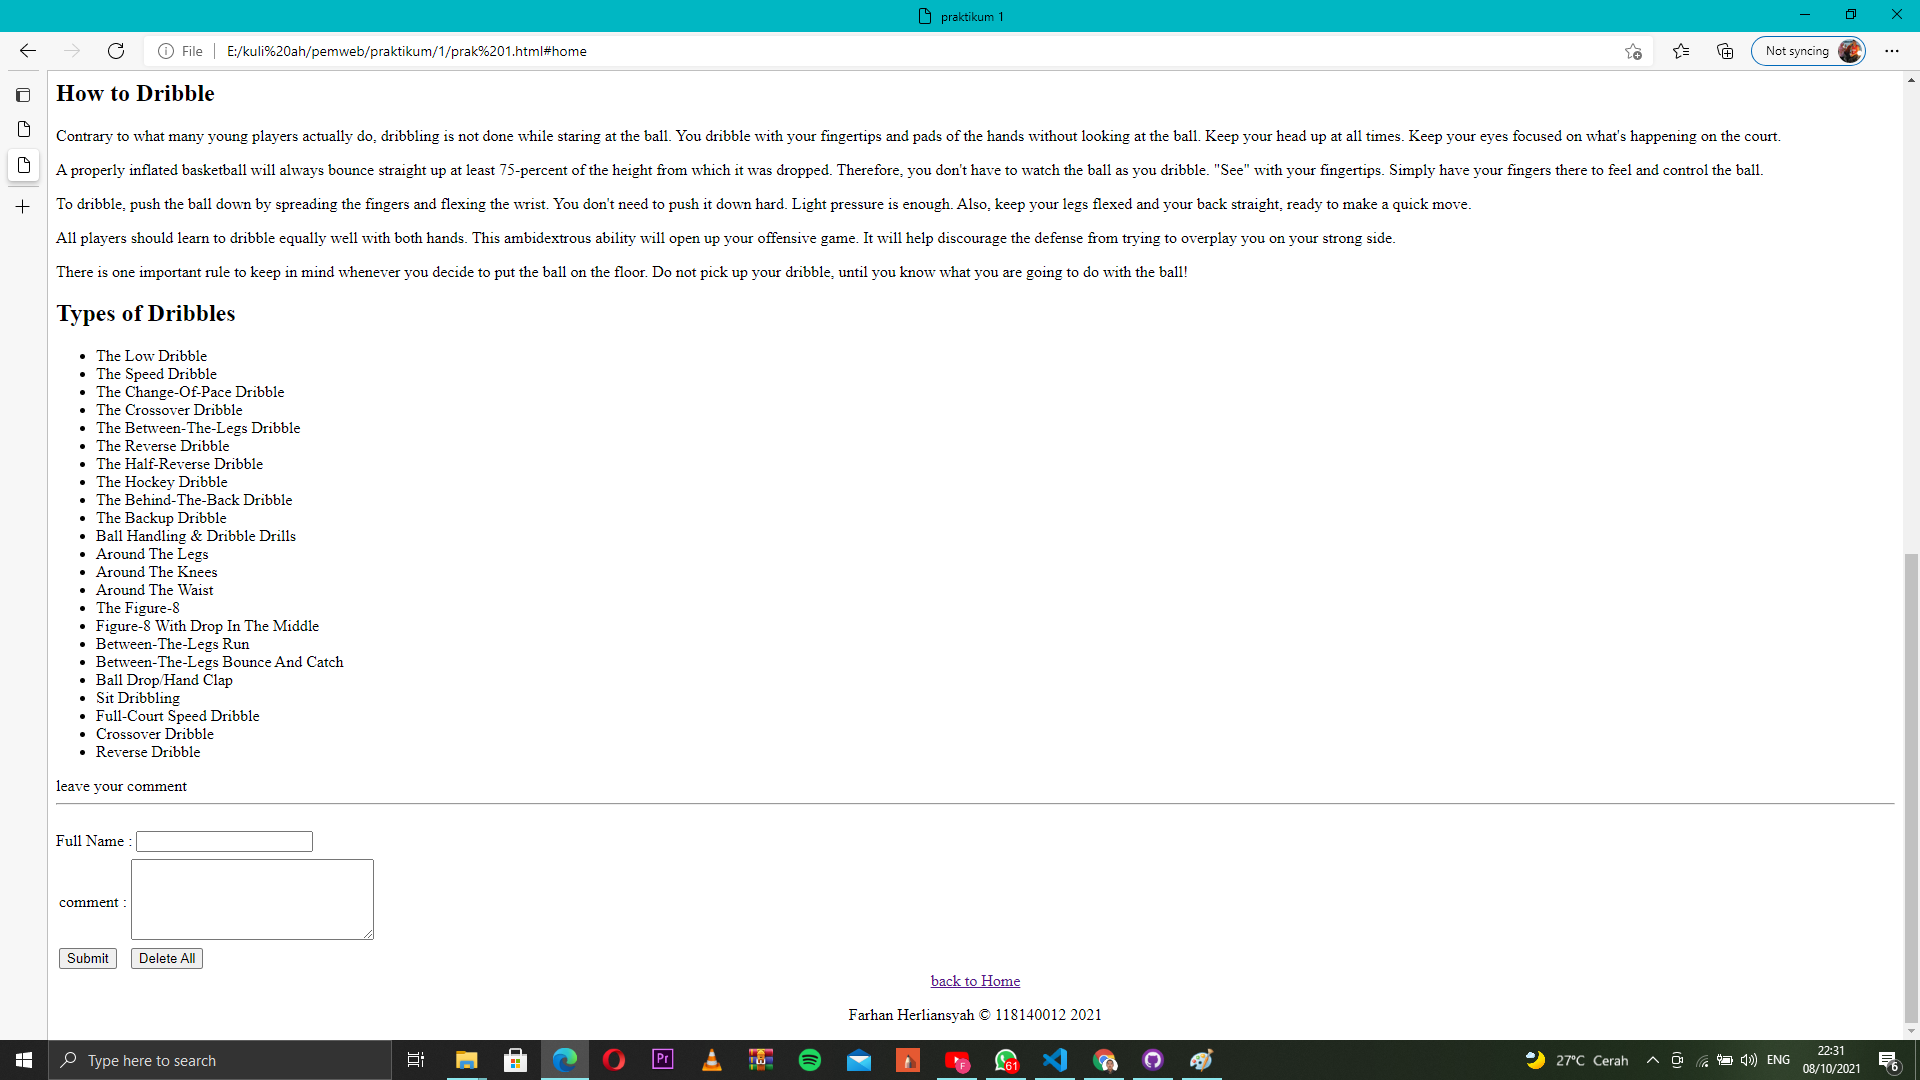 praktikum 1
File E:/kuli%20ah/pemweb/praktikum/1/prak%201.html#home Not syncing
How to Dribble
Contrary to what many young players actually do, dribbling is not done while staring at the ball. You dribble with your fingertips and pads of the hands without looking at the ball. Keep your head up at all times. Keep your eyes focused on what's happening on the court.
A properly inflated basketball will always bounce straight up at least 75-percent of the height from which it was dropped. Therefore, you don't have to watch the ball as you dribble. "See" with your fingertips. Simply have your fingers there to feel and control the ball.
To dribble, push the ball down by spreading the fingers and flexing the wrist. You don't need to push it down hard. Light pressure is enough. Also, keep your legs flexed and your back straight, ready to make a quick move.
All players should learn to dribble equally well with both hands. This ambidextrous ability will open up your offensive game. It will help discourage the defense from trying to overplay you on your strong side.
There is one important rule to keep in mind whenever you decide to put the ball on the floor. Do not pick up your dribble, until you know what you are going to do with the ball!
Types of Dribbles
The Low Dribble
The Speed Dribble
The Change-Of-Pace Dribble
The Crossover Dribble
The Between-The-Legs Dribble
The Reverse Dribble
The Half-Reverse Dribble
The Hockey Dribble
The Behind-The-Back Dribble
The Backup Dribble
Ball Handling & Dribble Drills
Around The Legs
Around The Knees
Around The Waist
The Figure-8
Figure-8 With Drop In The Middle
Between-The-Legs Run
Between-The-Legs Bounce And Catch
Ball Drop/Hand Clap
Sit Dribbling
Full-Court Speed Dribble
Crossover Dribble
Reverse Dribble
leave your comment
Full Name :
comment :
Submit Delete All
back to Home
Farhan Herliansyah © 118140012 2021
Type here to search Pr F 61 27°C Cerah ENG 22:31
08/10/2021 6